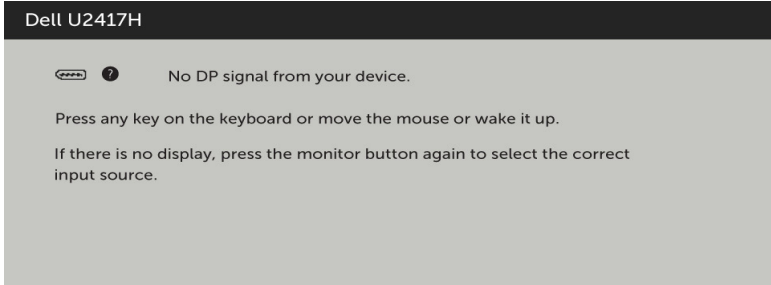 Dell U2417H
? No DP signal from your device.
Press any key on the keyboard or move the mouse or wake it up.
If there is no display, press the monitor button again to select the correct
input source.